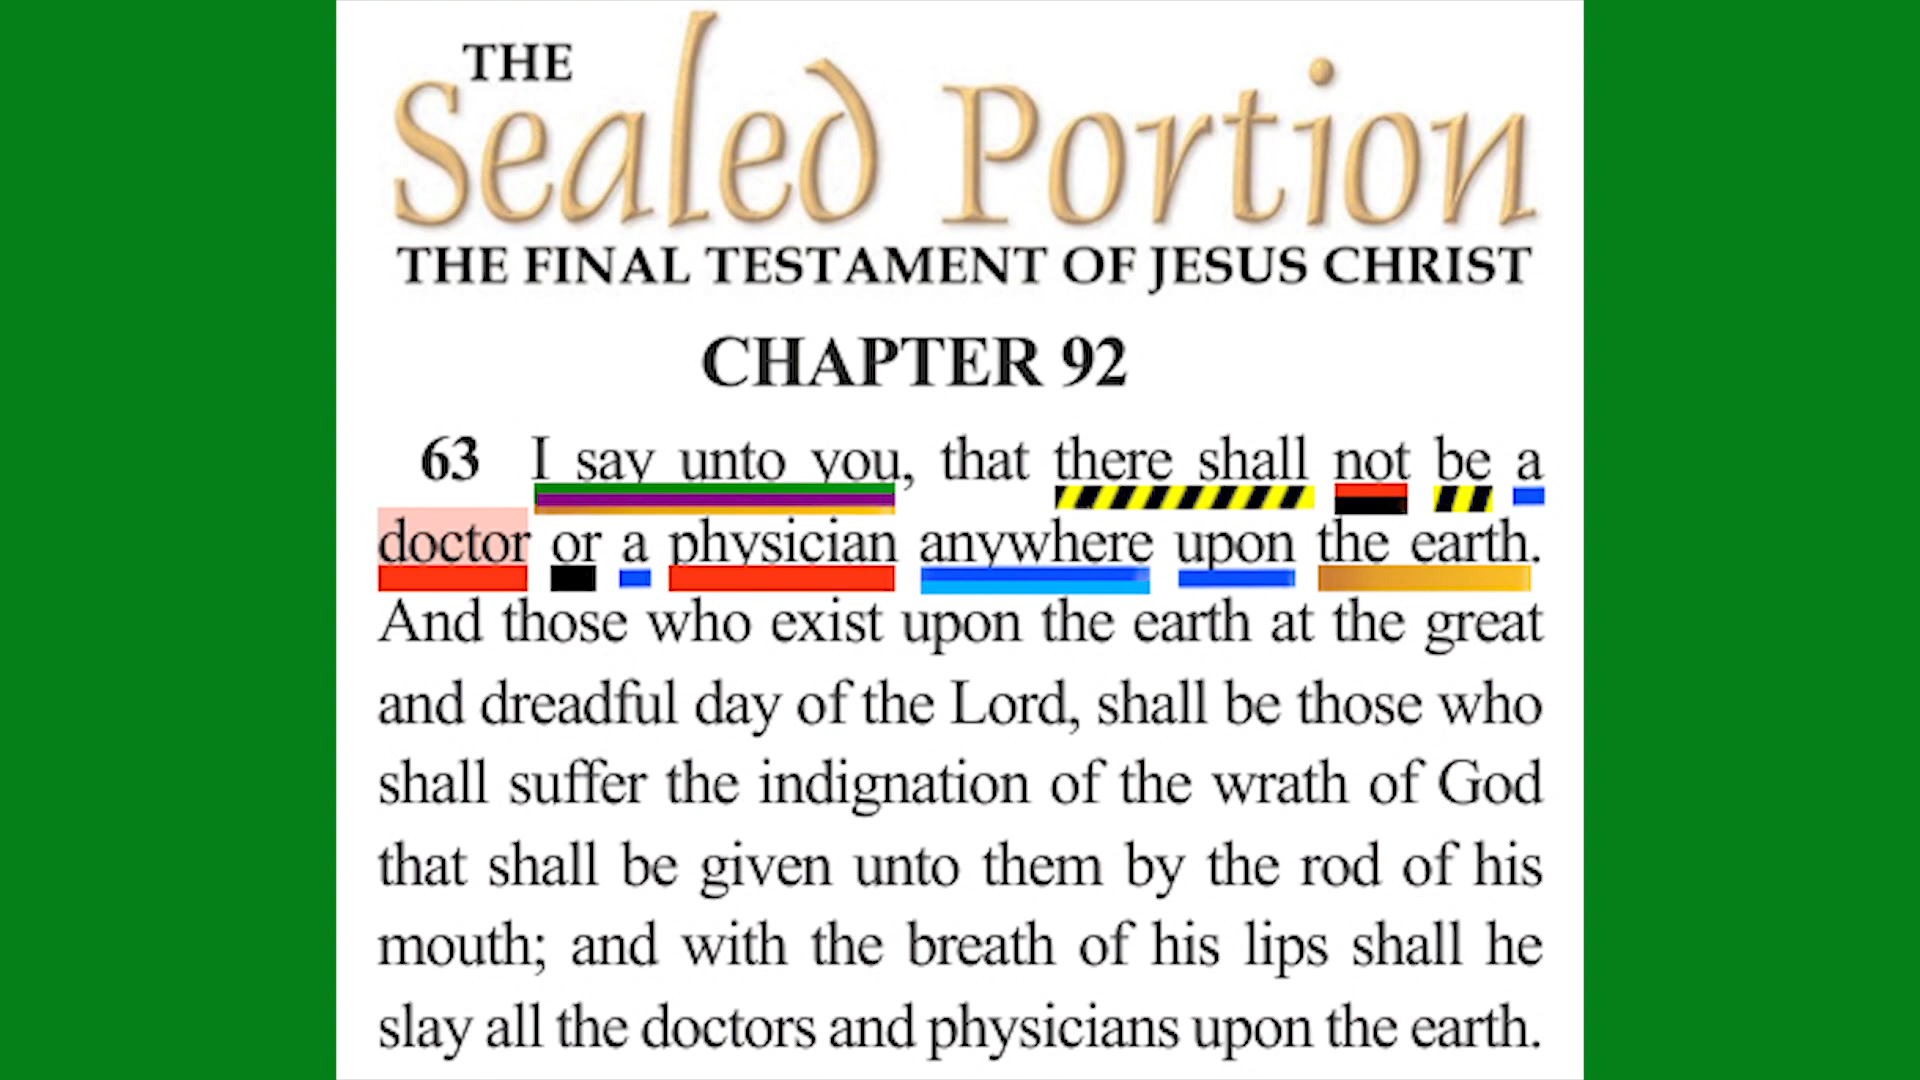 THE
Sealed Portion
THE FINAL TESTAMENT OF JESUS CHRIST
CHAPTER 92
63 I say unto you, that there shall not be a
doctor or a physician anywhere upon the earth.
And those who exist upon the earth at the great
and dreadful day of the Lord, shall be those who
shall suffer the indignation of the wrath of God
that shall be given unto them by the rod of his
mouth; and with the breath of his lips shall he
slay all the doctors and physicians upon the earth.